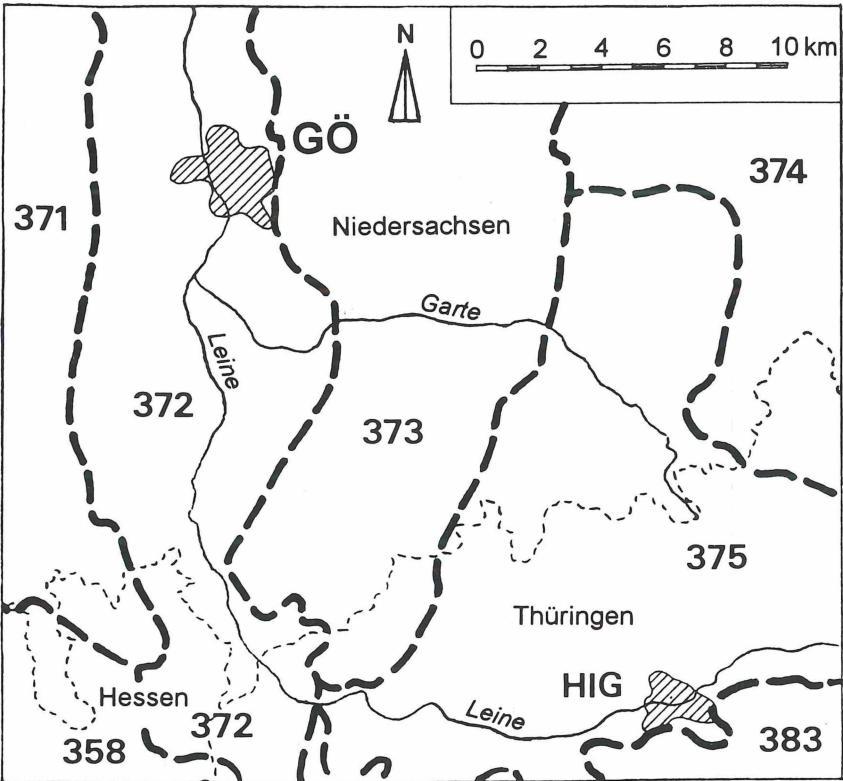 N
0 2 4 6 8 10 km
GÖ
374
371
Niedersachsen
Garte
Leine
372
373
375
Thüringen
HIG
Hessen
372
Leine
358
383